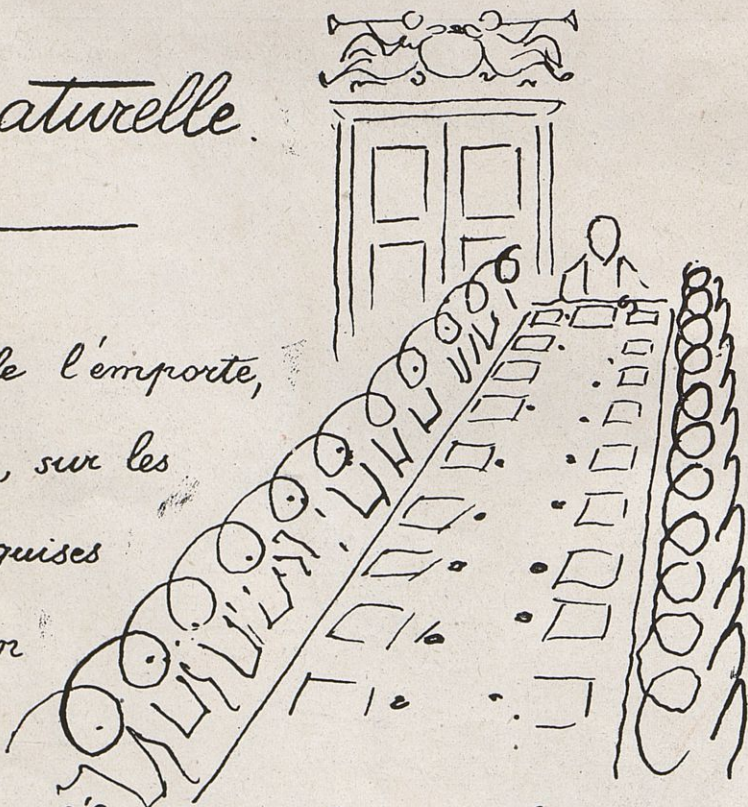 aturelle.
le l'emporte,
, sur les
quises